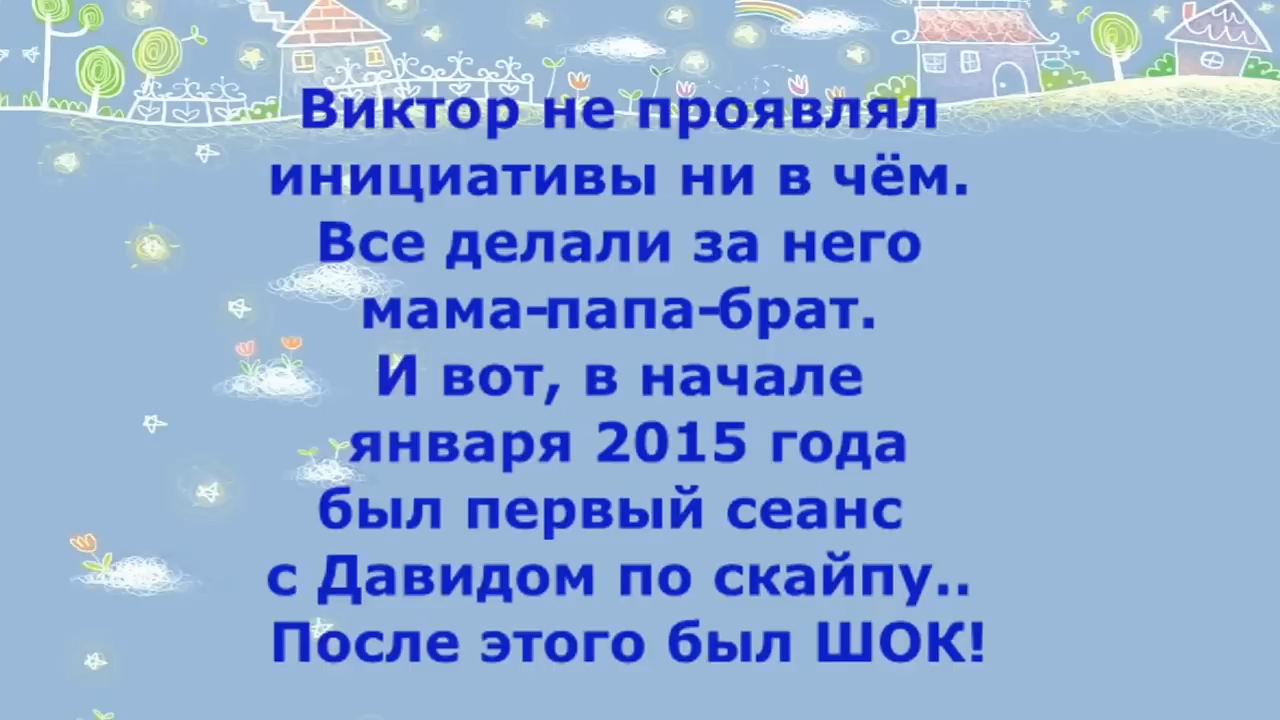 Виктор не проявлял
инициативы ни в чём.
Все делали за него
мама-папа-брат.
И вот, в начале
января 2015 года
был первый сеанс
с Давидом по скайпу..
После этого был ШОК!